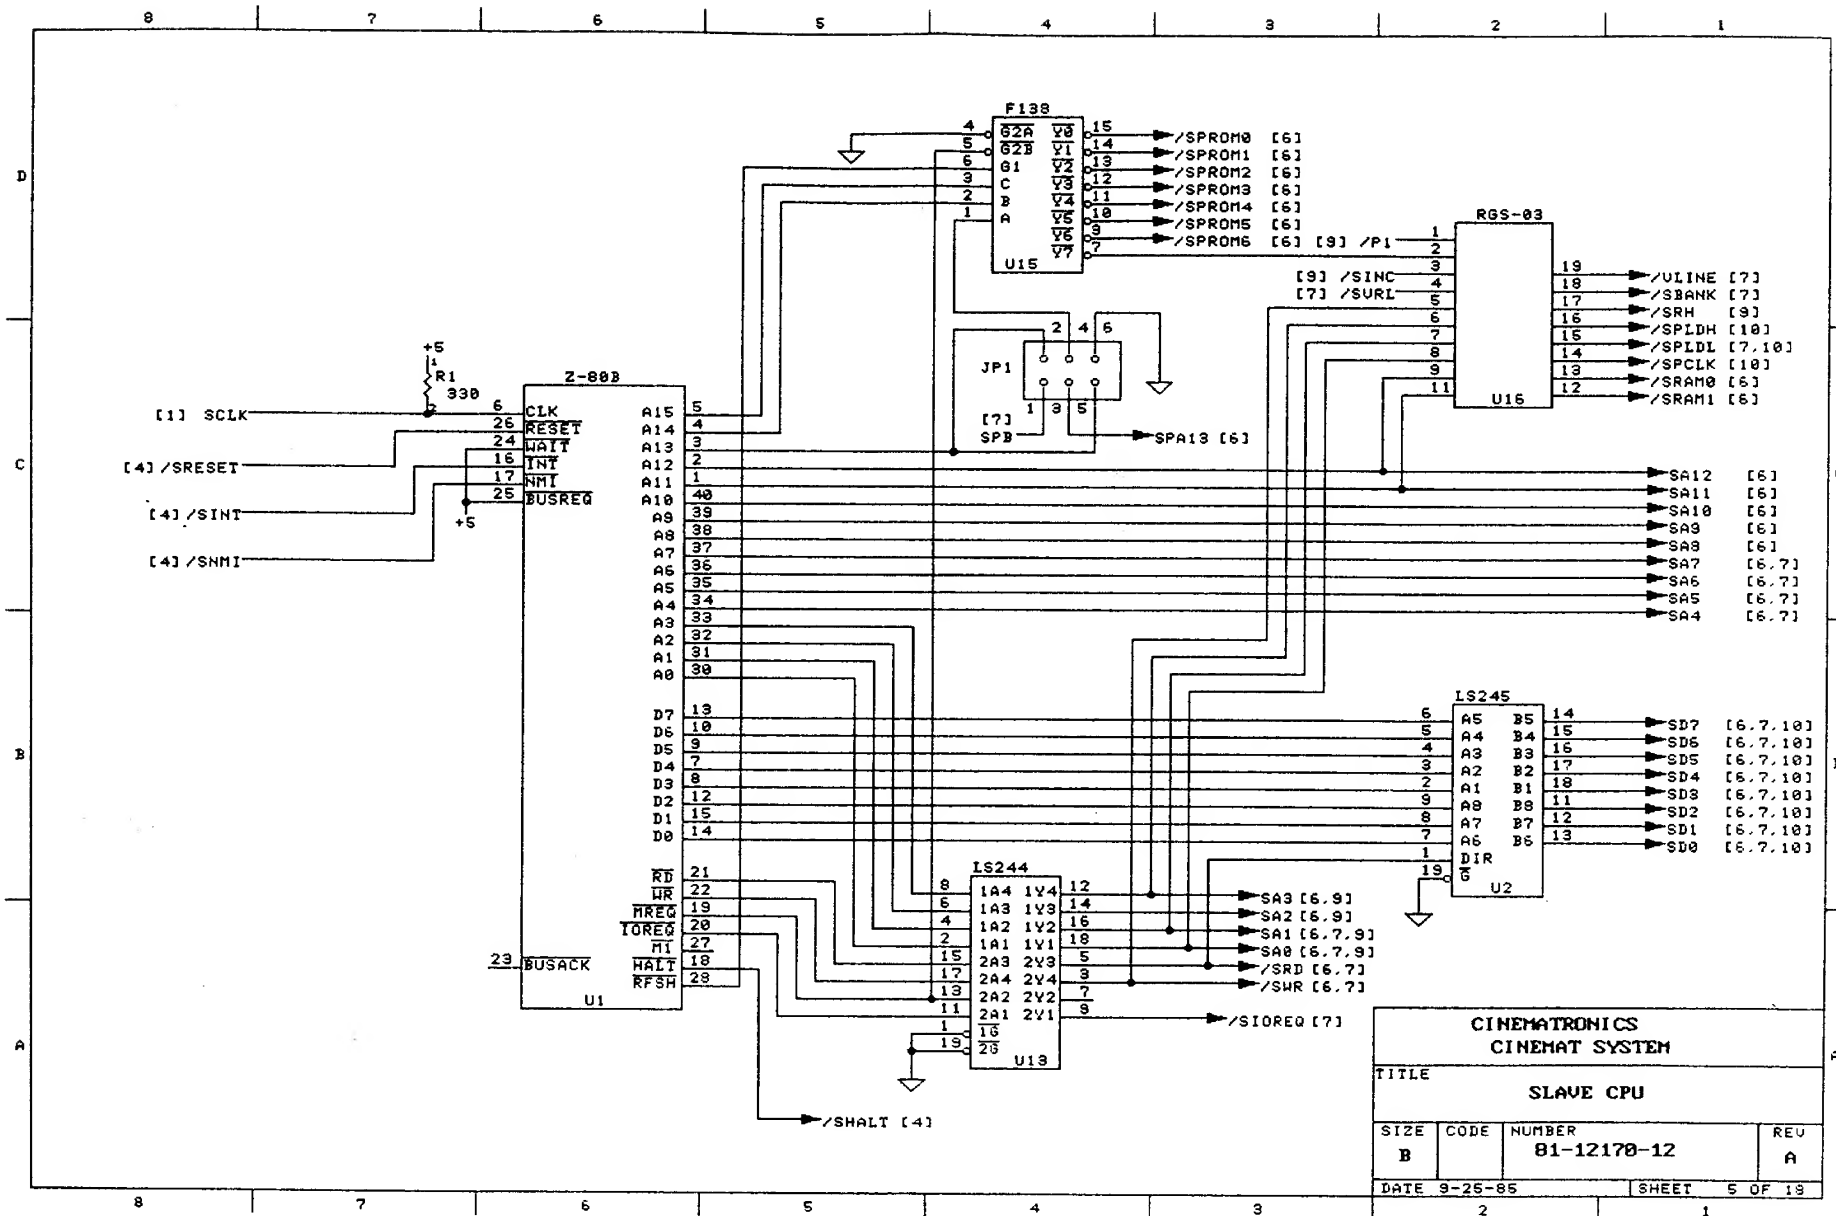 8 7 6 5 4 3 2 1
D
C
B
A
F138
4 G2A Y0 15 /SPROM0 [6]
5 G2B Y1 14 /SPROM1 [6]
6 G1 Y2 13 /SPROM2 [6]
3 C Y3 12 /SPROM3 [6]
2 B Y4 11 /SPROM4 [6]
1 A Y5 10 /SPROM5 [6]
Y6 9 /SPROM6 [6]
Y7 7
U15
RGS-03
[9] /P1 1
2
[9] /SINC 3
[7] /SVRL 4
5
6
7
8
9
11
19 /VLINE [7]
18 /SBANK [7]
17 /SRH [9]
16 /SPLDH [10]
15 /SPLDL [7,10]
14 /SPCLK [10]
13 /SRAM0 [6]
12 /SRAM1 [6]
U16
2 4 6
JP1
1 3 5
[7]
SPB
SPA13 [6]
+5
1
R1
330
2
Z-80B
[1] SCLK
[4] /SRESET
[4] /SINT
[4] /SNMI
+5
6 CLK
26 RESET
24 WAIT
16 INT
17 NMI
25 BUSREQ
23 BUSACK
A15 5
A14 4
A13 3
A12 2
A11 1
A10 40
A9 39
A8 38
A7 37
A6 36
A5 35
A4 34
A3 33
A2 32
A1 31
A0 30
D7 13
D6 10
D5 9
D4 7
D3 8
D2 12
D1 15
D0 14
RD 21
WR 22
MREQ 19
IOREQ 20
M1 27
HALT 18
RFSH 28
U1
SA12 [6]
SA11 [6]
SA10 [6]
SA9 [6]
SA8 [6]
SA7 [6,7]
SA6 [6,7]
SA5 [6,7]
SA4 [6,7]
LS245
6 A5 B5 14 SD7 [6,7,10]
5 A4 B4 15 SD6 [6,7,10]
4 A3 B3 16 SD5 [6,7,10]
3 A2 B2 17 SD4 [6,7,10]
2 A1 B1 18 SD3 [6,7,10]
9 A8 B8 11 SD2 [6,7,10]
8 A7 B7 12 SD1 [6,7,10]
7 A6 B6 13 SD0 [6,7,10]
1 DIR
19 G
U2
LS244
8 1A4 1Y4 12 SA3 [6,9]
6 1A3 1Y3 14 SA2 [6,9]
4 1A2 1Y2 16 SA1 [6,7,9]
2 1A1 1Y1 18 SA0 [6,7,9]
15 2A3 2Y3 5 /SRD [6,7]
17 2A4 2Y4 3 /SWR [6,7]
13 2A2 2Y2 7
11 2A1 2Y1 9 /SIOREQ [7]
1 1G
19 2G
U13
/SHALT [4]
CINEMATRONICS
CINEMAT SYSTEM
TITLE
SLAVE CPU
SIZE CODE NUMBER REV
B 81-12170-12 A
DATE 9-25-85 SHEET 5 OF 18
8 7 6 5 4 3 2 1